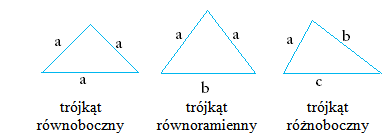 a a
a
trójkąt
równoboczny
a a
b
trójkąt
równoramienny
a b
c
trójkąt
różnoboczny